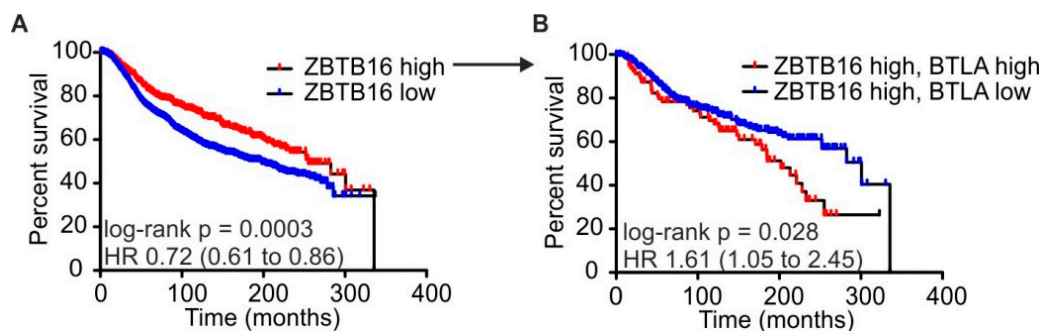 A
Percent survival
100
80
60
40
20
0
ZBTB16 high
ZBTB16 low
log-rank p = 0.0003
HR 0.72 (0.61 to 0.86)
0 100 200 300 400
Time (months)
B
Percent survival
100
80
60
40
20
0
ZBTB16 high, BTLA high
ZBTB16 high, BTLA low
log-rank p = 0.028
HR 1.61 (1.05 to 2.45)
0 100 200 300 400
Time (months)